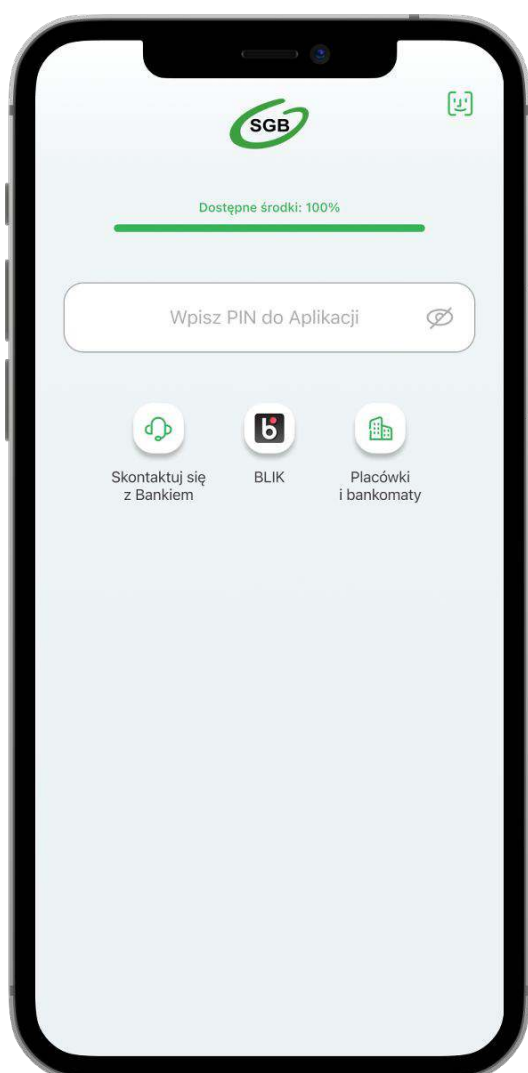 SGB
Dostępne środki: 100%
Wpisz PIN do Aplikacji
Skontaktuj się
z Bankiem
BLIK
Placówki
i bankomaty